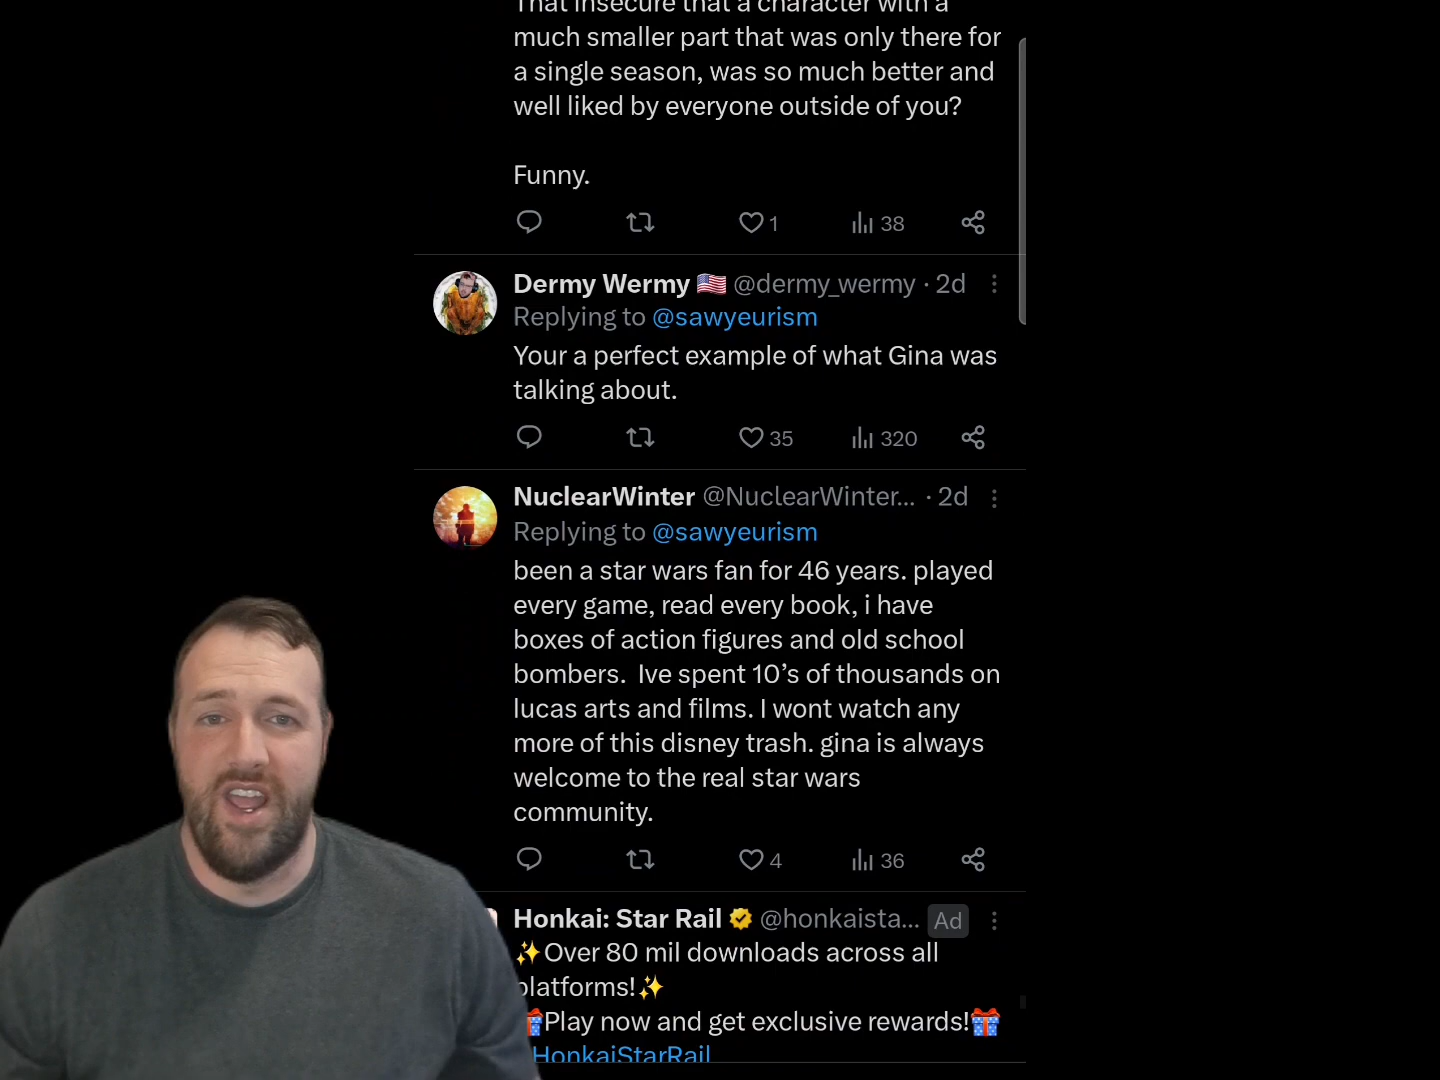 That insecure that a character with a
much smaller part that was only there for
a single season, was so much better and
well liked by everyone outside of you?
Funny.
1
38
Dermy Wermy 🇺🇸 @dermy_wermy · 2d
Replying to @sawyeurism
Your a perfect example of what Gina was
talking about.
35
320
NuclearWinter @NuclearWinter... · 2d
Replying to @sawyeurism
been a star wars fan for 46 years. played
every game, read every book, i have
boxes of action figures and old school
bombers.  Ive spent 10’s of thousands on
lucas arts and films. I wont watch any
more of this disney trash. gina is always
welcome to the real star wars
community.
4
36
Honkai: Star Rail @honkaista... Ad
✨Over 80 mil downloads across all
platforms!✨
🎁Play now and get exclusive rewards!🎁
HonkaiStarRail